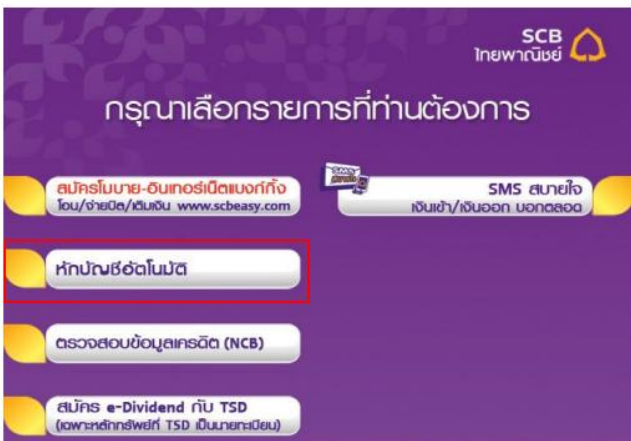 SCB
ไทยพาณิชย์
กรุณาเลือกรายการที่ท่านต้องการ
สมัครโมบาย-อินเทอร์เน็ตแบงก์กิ้ง
โอน/จ่ายบิล/เติมเงิน www.scbeasy.com
SMS
SMS สบายใจ
เงินเข้า/เงินออก บอกตลอด
หักบัญชีอัตโนมัติ
ตรวจสอบข้อมูลเครดิต (NCB)
สมัคร e-Dividend กับ TSD
(เฉพาะหลักทรัพย์ที่ TSD เป็นนายทะเบียน)